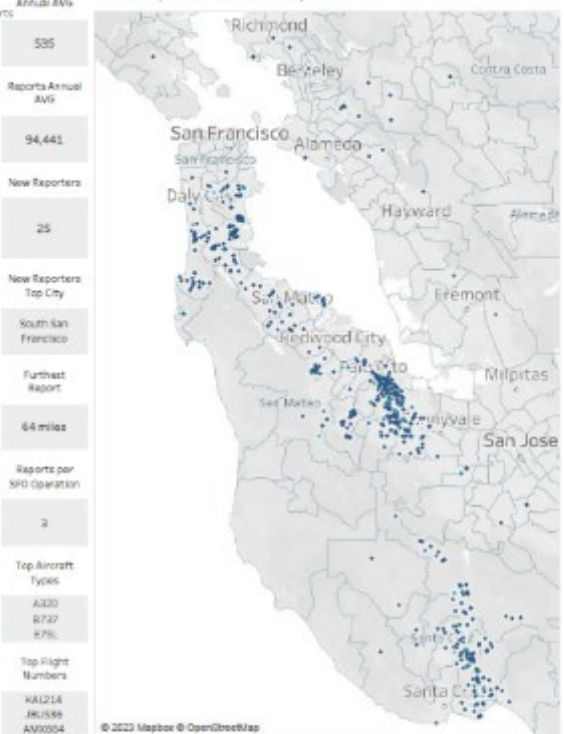 Annual AVG
535
Reports Annual
AVG
94,441
New Reporters
25
New Reporters
Top City
South San
Francisco
Furthest
Report
64 miles
Reports per
SFO Operation
Top Aircraft
Types
A320
B737
E75L
Top Flight
Numbers
KAL214
Richmond
Berkeley
Contra Costa
San Francisco
San Francisco
Alameda
Daly City
Hayward
San Mateo
Fremont
Redwood City
Milpitas
San Mateo
nnyvale
San Jose
Santa Cruz
Santa Cruz
© 2023 Mapbox © OpenStreetMap